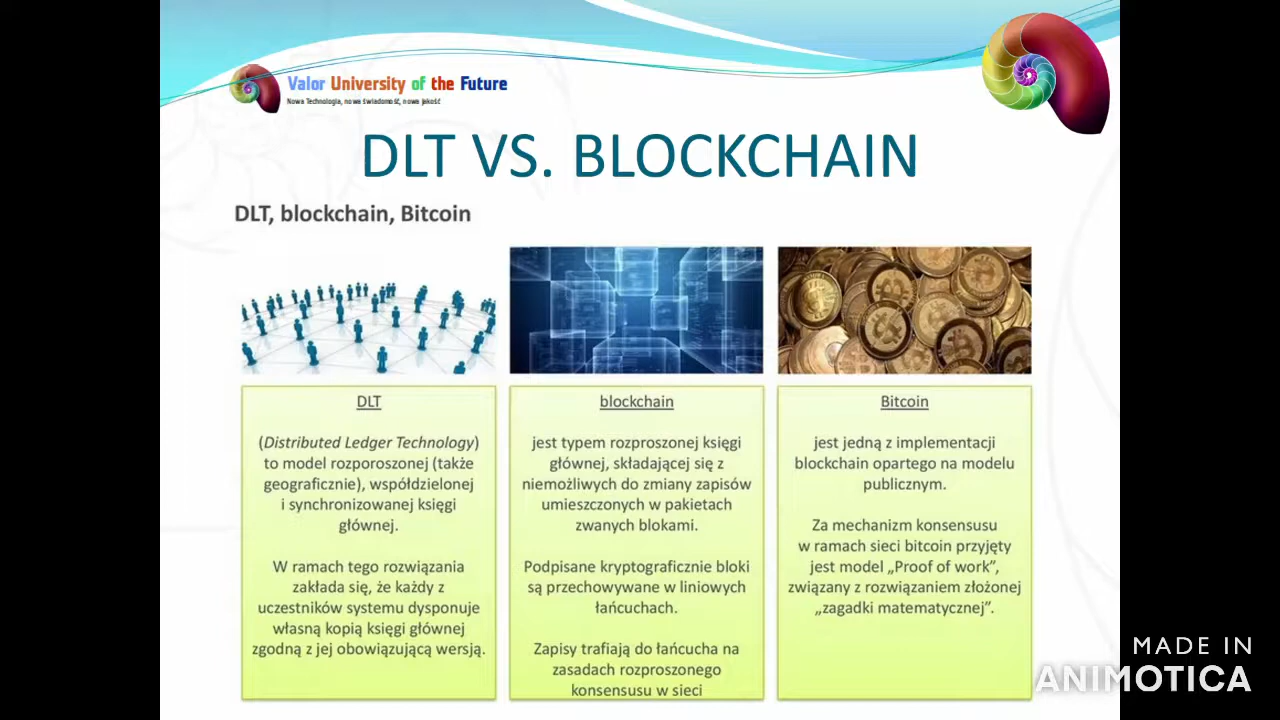 Valor University of the Future
Nowa Technologia, nowa świadomość, nowa jakość
DLT VS. BLOCKCHAIN
DLT, blockchain, Bitcoin
DLT
(Distributed Ledger Technology)
to model rozporoszonej (także
geograficznie), współdzielonej
i synchronizowanej księgi
głównej.
W ramach tego rozwiązania
zakłada się, że każdy z
uczestników systemu dysponuje
własną kopią księgi głównej
zgodną z jej obowiązującą wersją.
blockchain
jest typem rozproszonej księgi
głównej, składającej się z
niemożliwych do zmiany zapisów
umieszczonych w pakietach
zwanych blokami.
Podpisane kryptograficznie bloki
są przechowywane w liniowych
łańcuchach.
Zapisy trafiają do łańcucha na
zasadach rozproszonego
konsensusu w sieci
Bitcoin
jest jedną z implementacji
blockchain opartego na modelu
publicznym.
Za mechanizm konsensusu
w ramach sieci bitcoin przyjęty
jest model „Proof of work”,
związany z rozwiązaniem złożonej
„zagadki matematycznej”.
MADE IN
ANIMOTICA